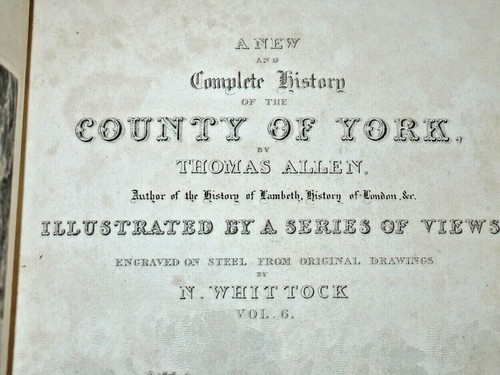 A NEW
AND
Complete History
OF THE
COUNTY OF YORK,
BY
THOMAS ALLEN,
Author of the History of Lambeth, History of London, &c.
ILLUSTRATED BY A SERIES OF VIEWS
ENGRAVED ON STEEL FROM ORIGINAL DRAWINGS
BY
N. WHITTOCK
VOL. 6.